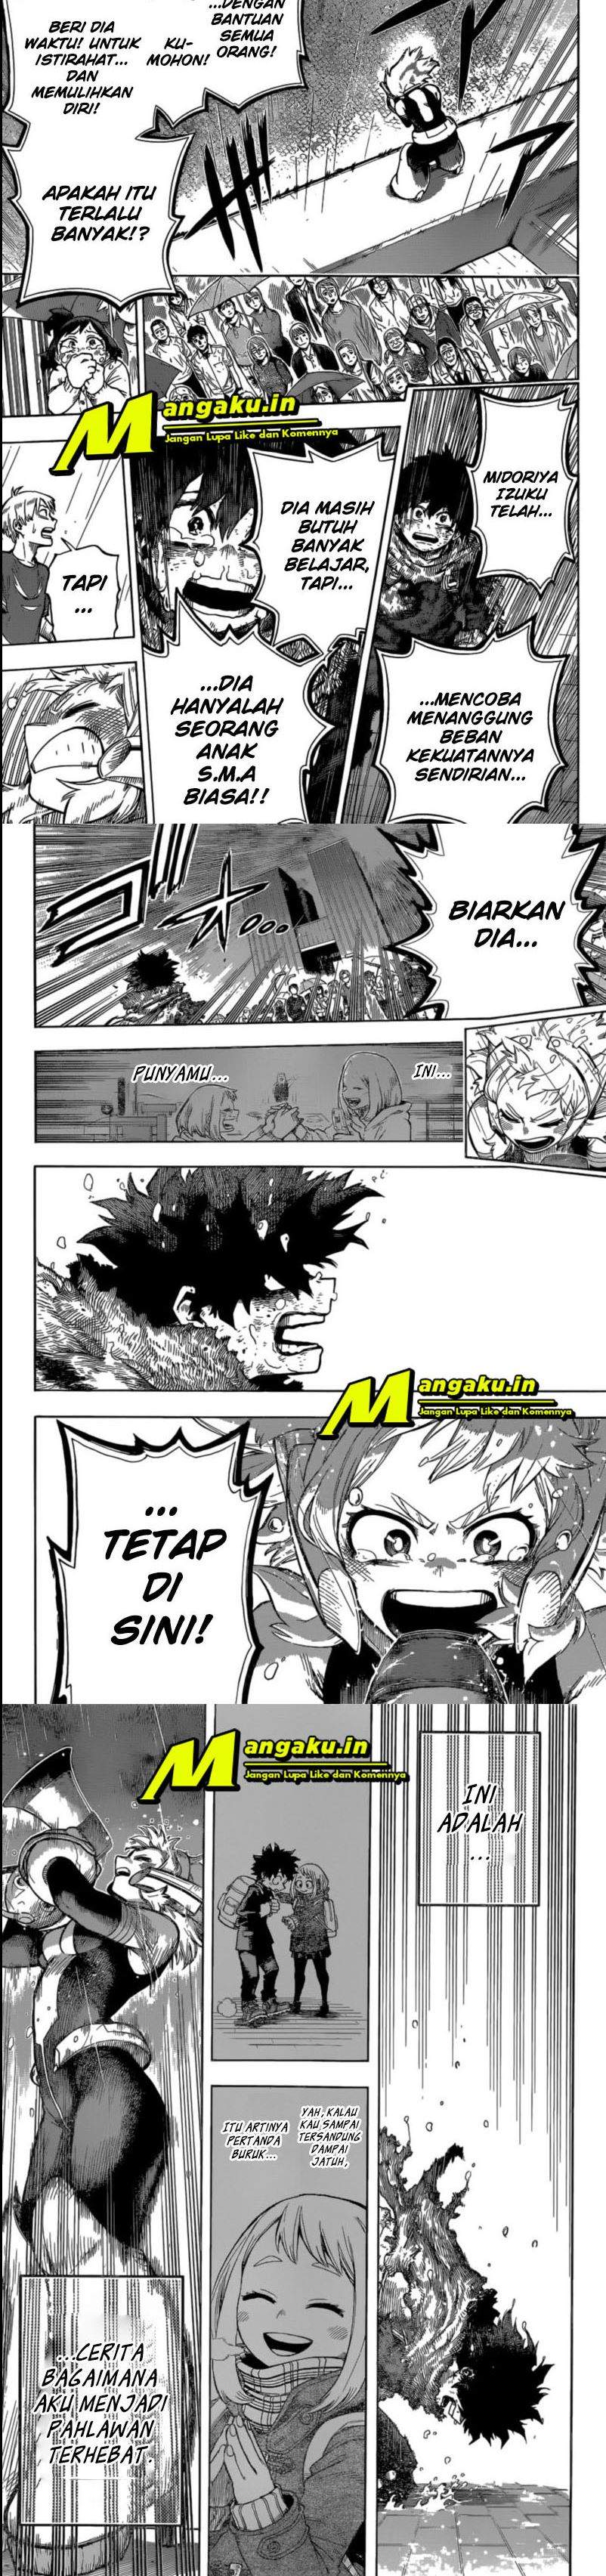 ...DENGAN
BANTUAN
SEMUA
ORANG!
KU-
MOHON!
BERI DIA
WAKTU! UNTUK
ISTIRAHAT...
DAN
MEMULIHKAN
DIRI!
APAKAH ITU
TERLALU
BANYAK!?
Mangaku.in
Jangan Lupa Like dan Komennya
MIDORIYA
IZUKU
TELAH...
...MENCOBA
MENANGGUNG
BEBAN
KEKUATANNYA
SENDIRIAN...
DIA MASIH
BUTUH
BANYAK
BELAJAR,
TAPI...
...DIA
HANYALAH
SEORANG
ANAK
S.M.A
BIASA!!
TAPI
...
BIARKAN
DIA...
INI...
PUNYAMU...
Mangaku.in
Jangan Lupa Like dan Komennya
...
TETAP
DI
SINI!
Mangaku.in
Jangan Lupa Like dan Komennya
INI
ADALAH
...
YAH, KALAU
KAU SAMPAI
TERSANDUNG
DAMPAI
JATUH,
ITU ARTINYA
PERTANDA
BURUK...
...CERITA
BAGAIMANA
AKU MENJADI
PAHLAWAN
TERHEBAT.